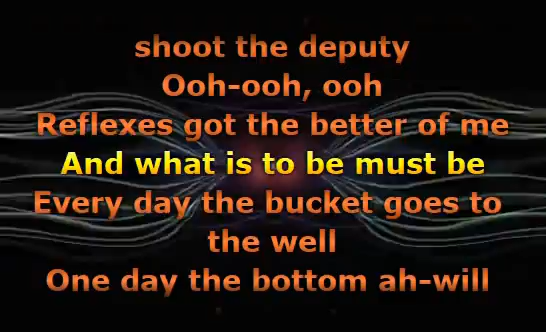 shoot the deputy
Ooh-ooh, ooh
Reflexes got the better of me
And what is to be must be
Every day the bucket goes to
the well
One day the bottom ah-will